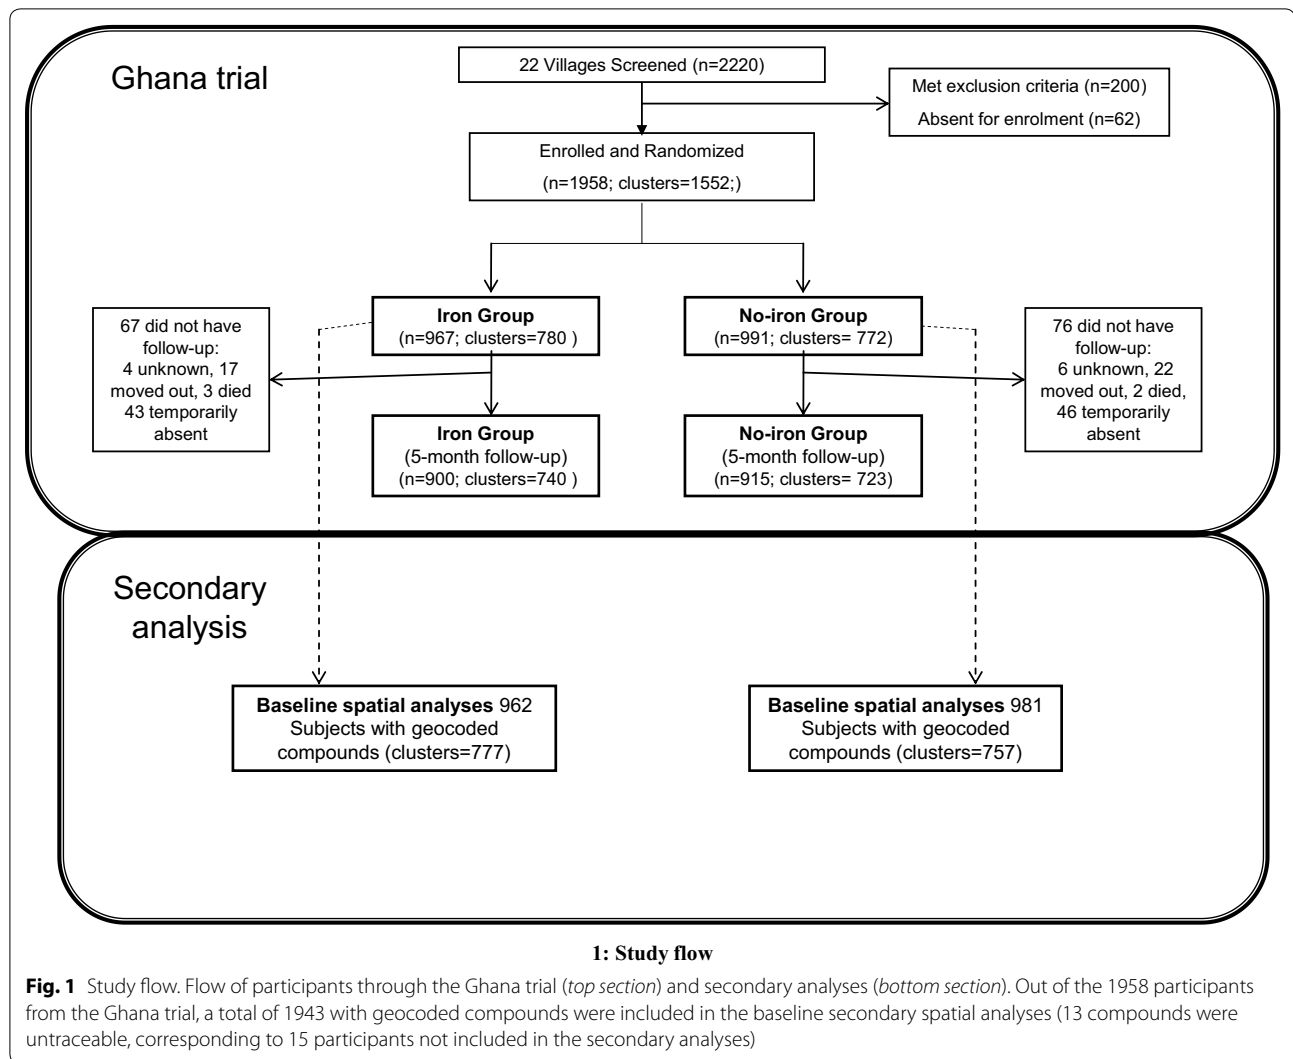 Ghana trial
22 Villages Screened (n=2220)
Met exclusion criteria (n=200)
Absent for enrolment (n=62)
Enrolled and Randomized
(n=1958; clusters=1552;)
67 did not have
follow-up:
4 unknown, 17
moved out, 3 died
43 temporarily
absent
Iron Group
(n=967; clusters=780 )
No-iron Group
(n=991; clusters= 772)
76 did not have
follow-up:
6 unknown, 22
moved out, 2 died,
46 temporarily
absent
Iron Group
(5-month follow-up)
(n=900; clusters=740 )
No-iron Group
(5-month follow-up)
(n=915; clusters= 723)
Secondary
analysis
Baseline spatial analyses 962
Subjects with geocoded
compounds (clusters=777)
Baseline spatial analyses 981
Subjects with geocoded
compounds (clusters=757)
1: Study flow
Fig. 1 Study flow. Flow of participants through the Ghana trial (top section) and secondary analyses (bottom section). Out of the 1958 participants
from the Ghana trial, a total of 1943 with geocoded compounds were included in the baseline secondary spatial analyses (13 compounds were
untraceable, corresponding to 15 participants not included in the secondary analyses)